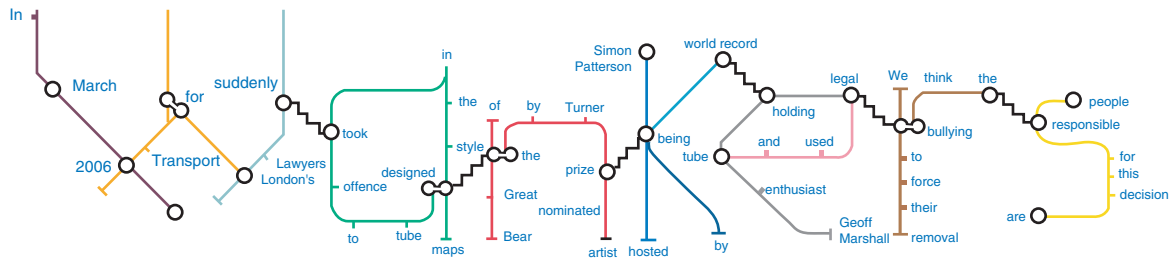 In
March
2006
Transport
for
Lawyers
London's
suddenly
took
offence
to
tube
maps
designed
in
the
style
of
the
Great
Bear
by
Turner
prize
nominated
artist
Simon
Patterson
being
hosted
by
world record
holding
tube
enthusiast
Geoff
Marshall
and
used
legal
bullying
to
force
their
removal
We
think
the
people
responsible
for
this
decision
are